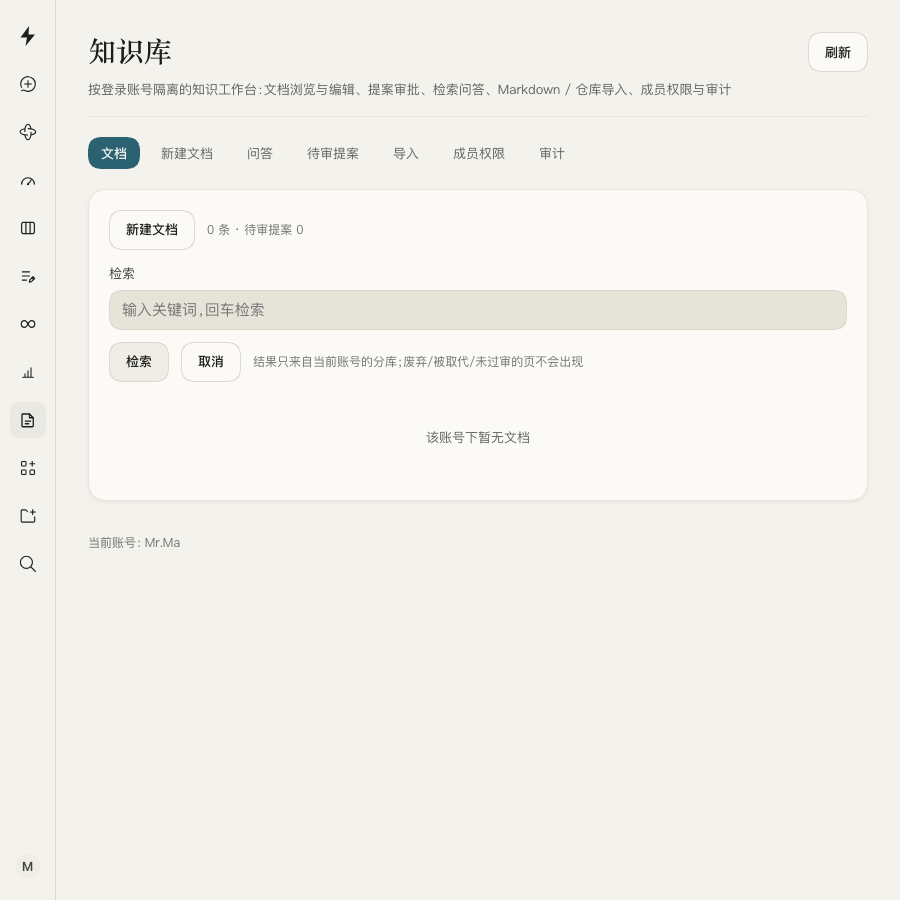 知识库
刷新
按登录账号隔离的知识工作台:文档浏览与编辑、提案审批、检索问答、Markdown / 仓库导入、成员权限与审计
文档 新建文档 问答 待审提案 导入 成员权限 审计
新建文档 0 条 · 待审提案 0
检索
输入关键词,回车检索
检索 取消 结果只来自当前账号的分库;废弃/被取代/未过审的页不会出现
该账号下暂无文档
当前账号: Mr.Ma
M